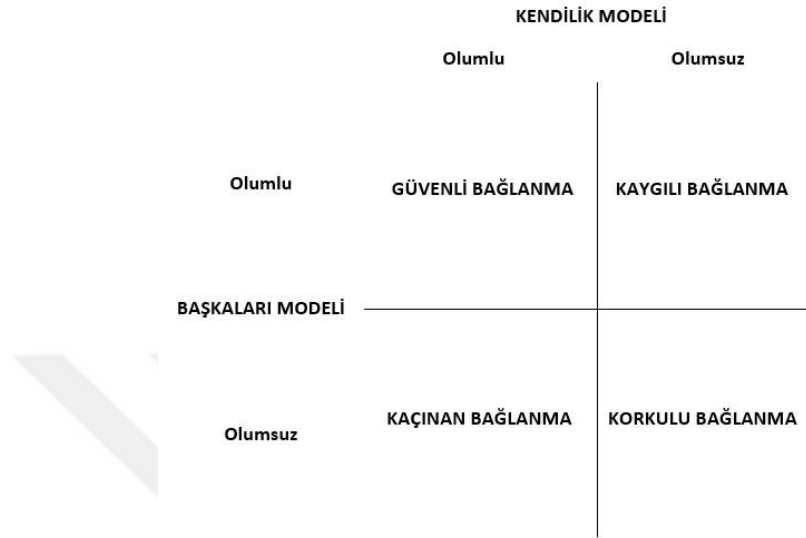 KENDİLİK MODELİ
Olumlu Olumsuz
Olumlu GÜVENLİ BAĞLANMA KAYGILI BAĞLANMA
BAŞKALARI MODELİ
Olumsuz KAÇINAN BAĞLANMA KORKULU BAĞLANMA